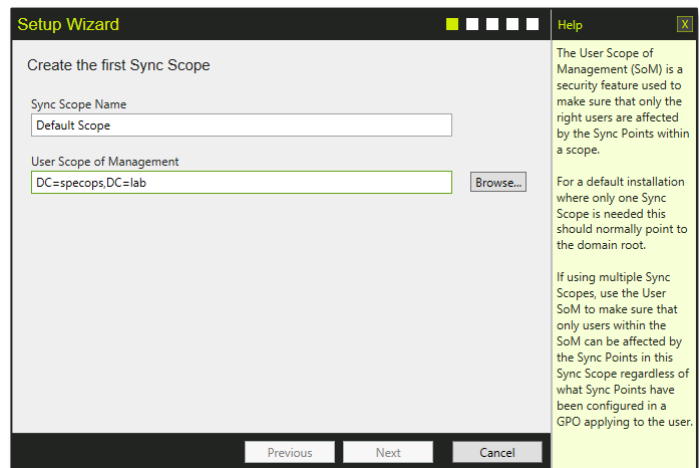 Setup Wizard
Create the first Sync Scope
Sync Scope Name
Default Scope
User Scope of Management
DC=specops,DC=lab
Browse...
Previous
Next
Cancel
Help
X
The User Scope of
Management (SoM) is a
security feature used to
make sure that only the
right users are affected
by the Sync Points within
a scope.
For a default installation
where only one Sync
Scope is needed this
should normally point to
the domain root.
If using multiple Sync
Scopes, use the User
SoM to make sure that
only users within the
SoM can be affected by
the Sync Points in this
Sync Scope regardless of
what Sync Points have
been configured in a
GPO applying to the user.